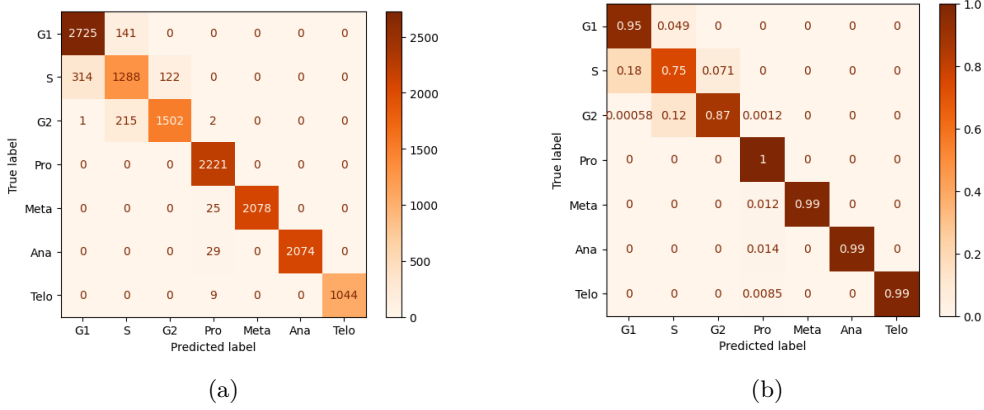 G1 2725 141 0 0 0 0 0
S 314 1288 122 0 0 0 0
G2 1 215 1502 2 0 0 0
Pro 0 0 0 2221 0 0 0
Meta 0 0 0 25 2078 0 0
Ana 0 0 0 29 0 2074 0
Telo 0 0 0 9 0 0 1044
G1 S G2 Pro Meta Ana Telo
Predicted label
True label
2500
2000
1500
1000
500
0
(a)
G1 0.95 0.049 0 0 0 0 0
S 0.18 0.75 0.071 0 0 0 0
G2 0.00058 0.12 0.87 0.0012 0 0 0
Pro 0 0 0 1 0 0 0
Meta 0 0 0 0.012 0.99 0 0
Ana 0 0 0 0.014 0 0.99 0
Telo 0 0 0 0.0085 0 0 0.99
G1 S G2 Pro Meta Ana Telo
Predicted label
True label
1.0
0.8
0.6
0.4
0.2
0.0
(b)